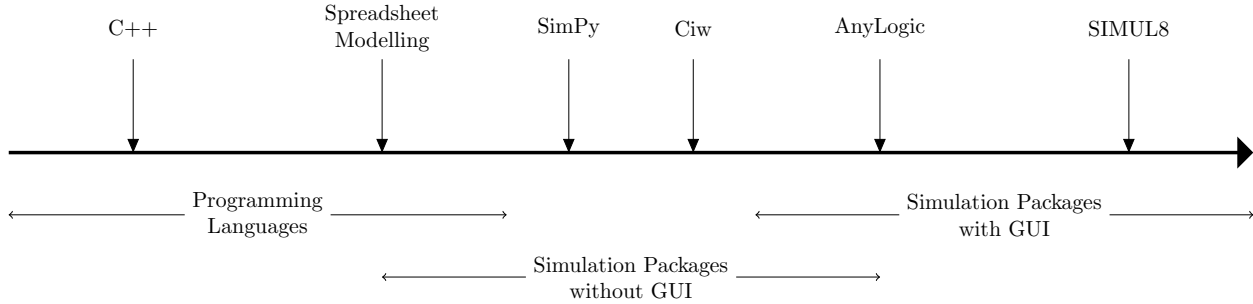 C++
Spreadsheet
Modelling
SimPy
Ciw
AnyLogic
SIMUL8
Programming
Languages
Simulation Packages
with GUI
Simulation Packages
without GUI